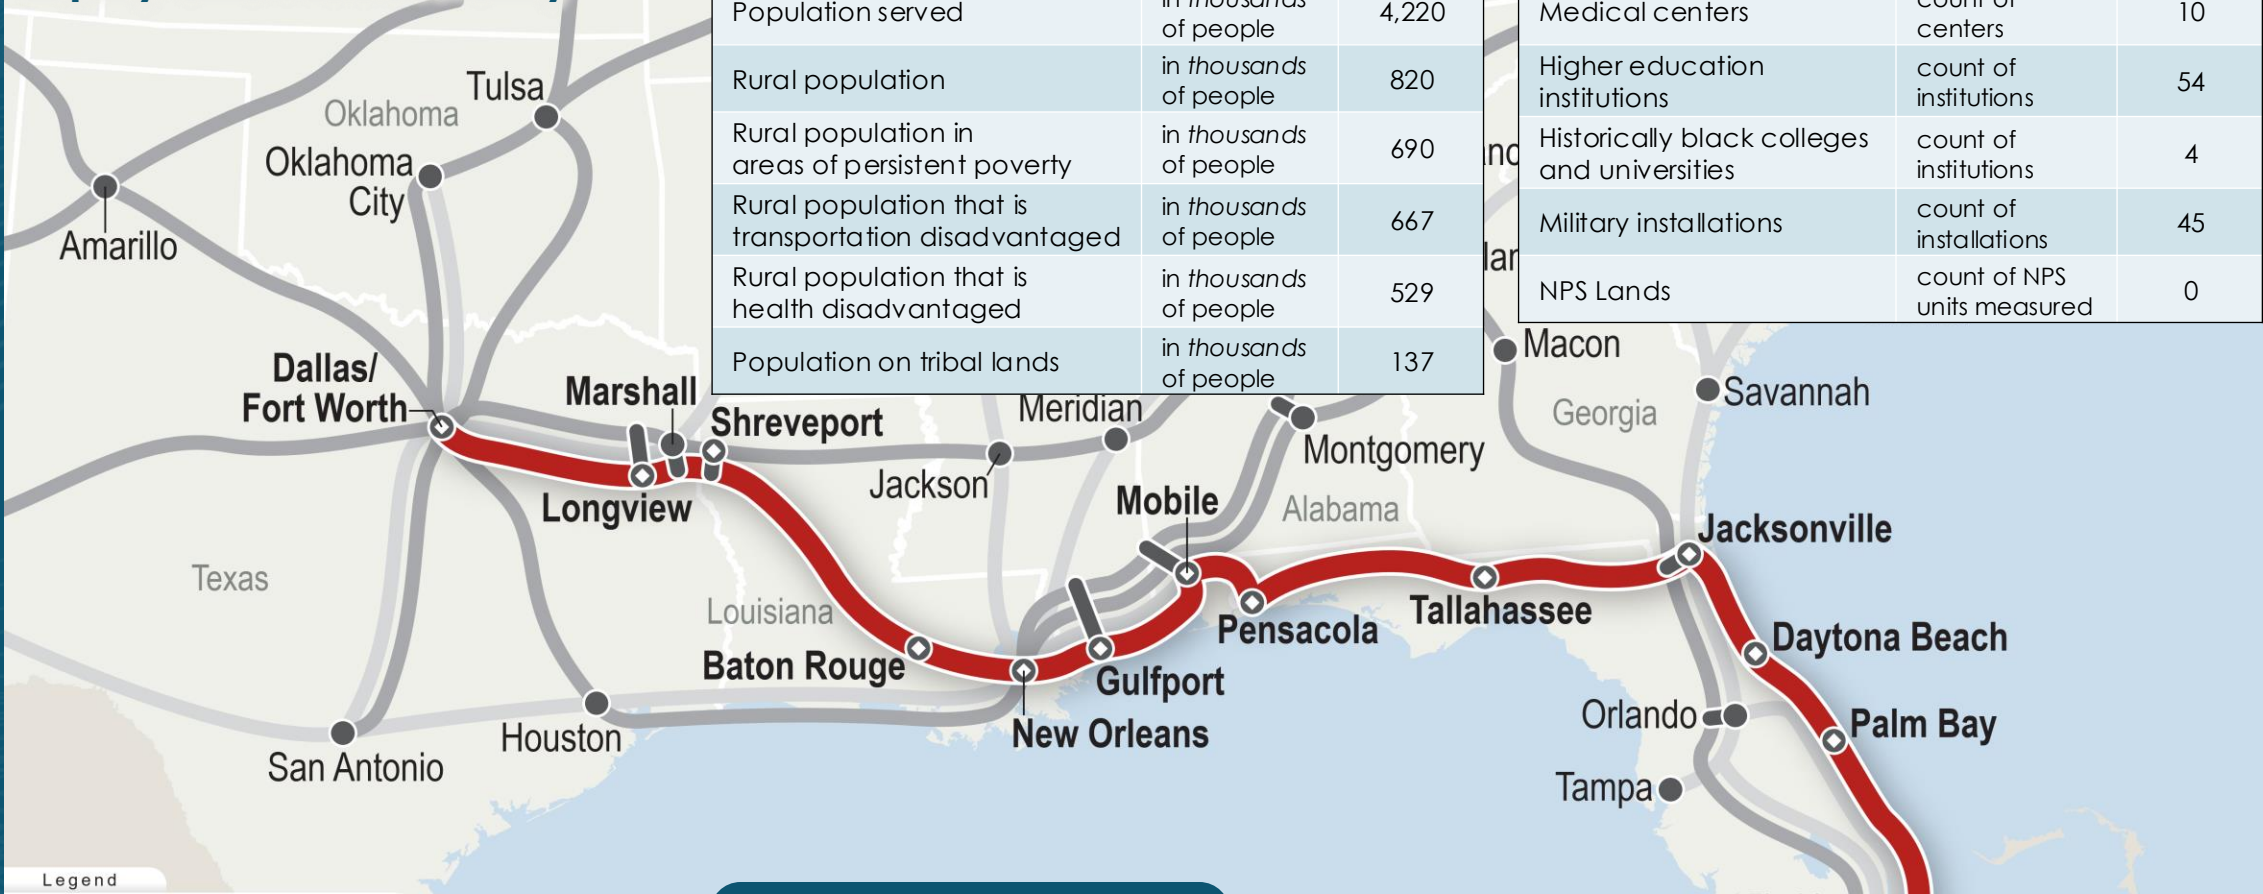 Population served
in thousands
of people
4,220
Rural population
in thousands
of people
820
Rural population in
areas of persistent poverty
in thousands
of people
690
Rural population that is
transportation disadvantaged
in thousands
of people
667
Rural population that is
health disadvantaged
in thousands
of people
529
Population on tribal lands
in thousands
of people
137
Medical centers
count of
centers
10
Higher education
institutions
count of
institutions
54
Historically black colleges
and universities
count of
institutions
4
Military installations
count of
installations
45
NPS Lands
count of NPS
units measured
0
Tulsa
Oklahoma
Oklahoma
City
Amarillo
Dallas/
Fort Worth
Marshall
Shreveport
Meridian
Jackson
Longview
Macon
Savannah
Georgia
Montgomery
Mobile
Alabama
Jacksonville
Texas
Louisiana
Baton Rouge
Gulfport
New Orleans
Pensacola
Tallahassee
Daytona Beach
Orlando
Palm Bay
Tampa
Houston
San Antonio
Legend